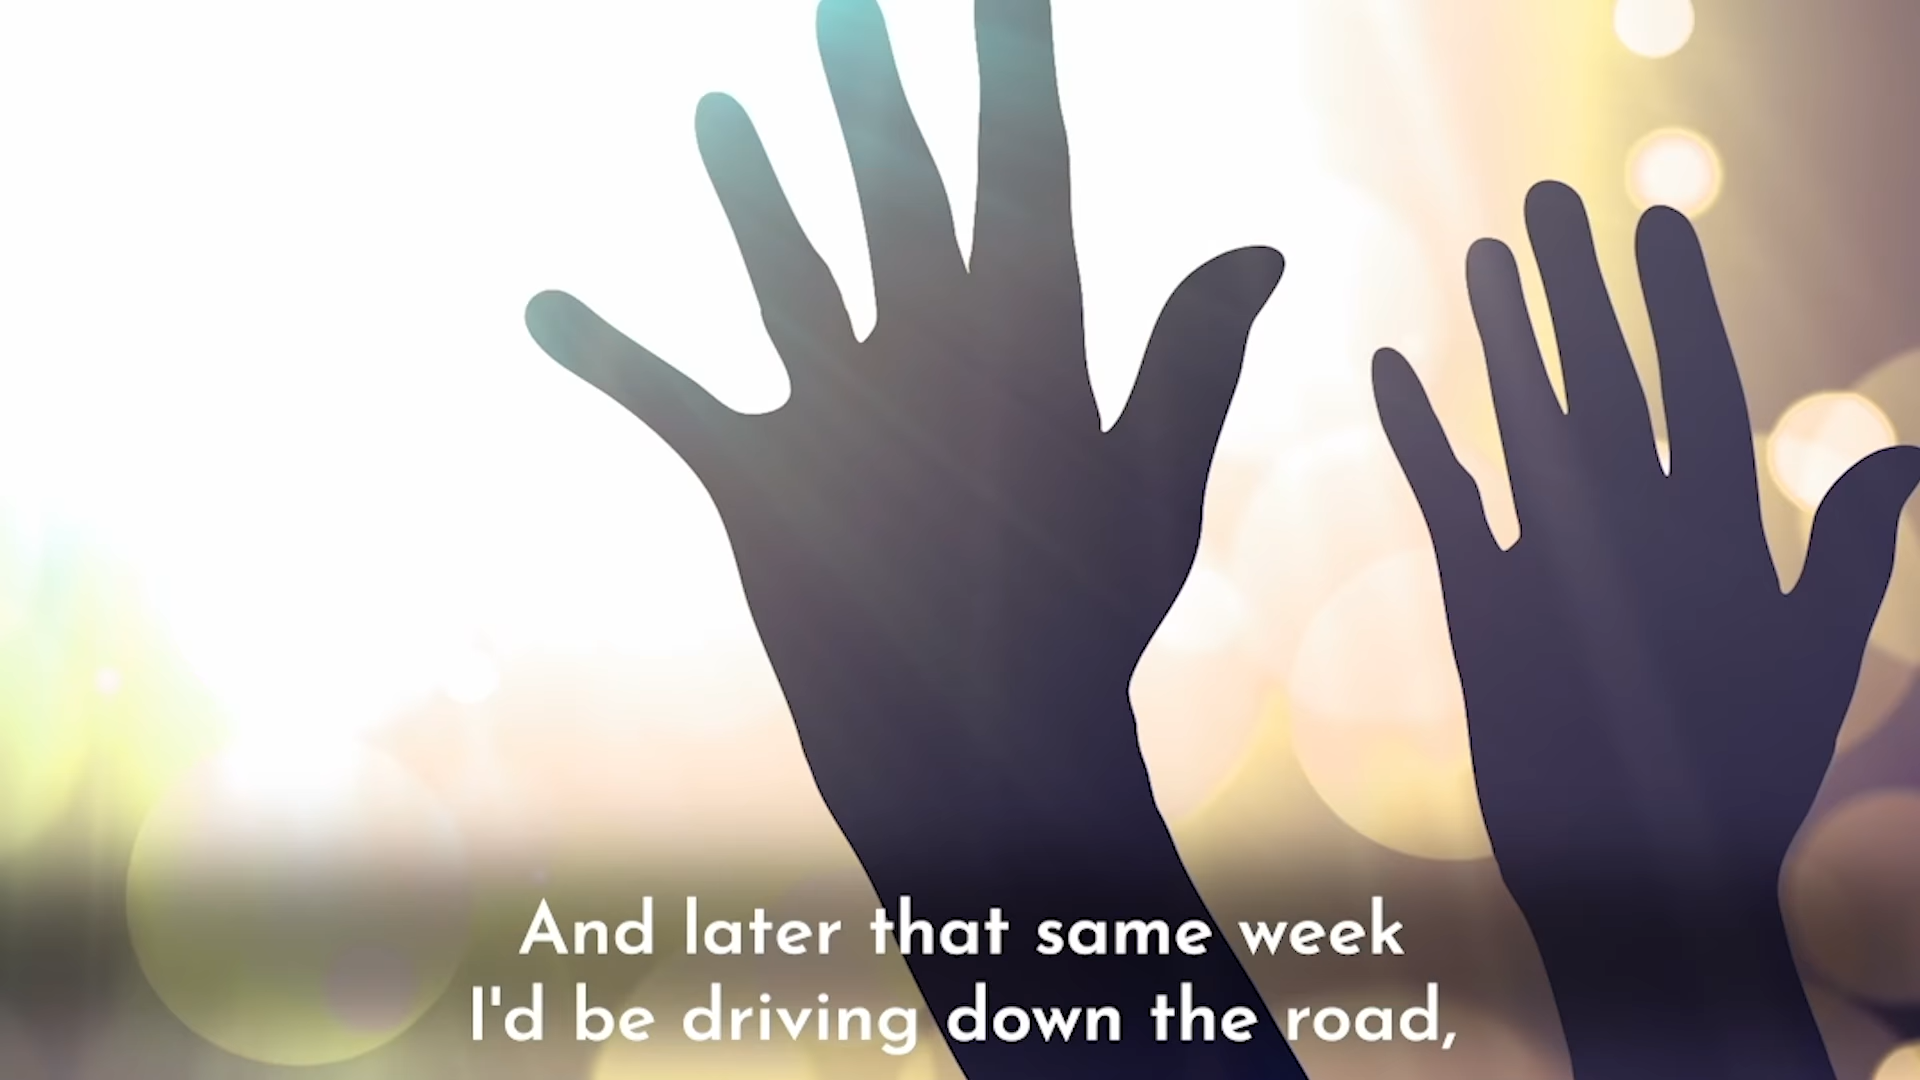 And later that same week
I'd be driving down the road,